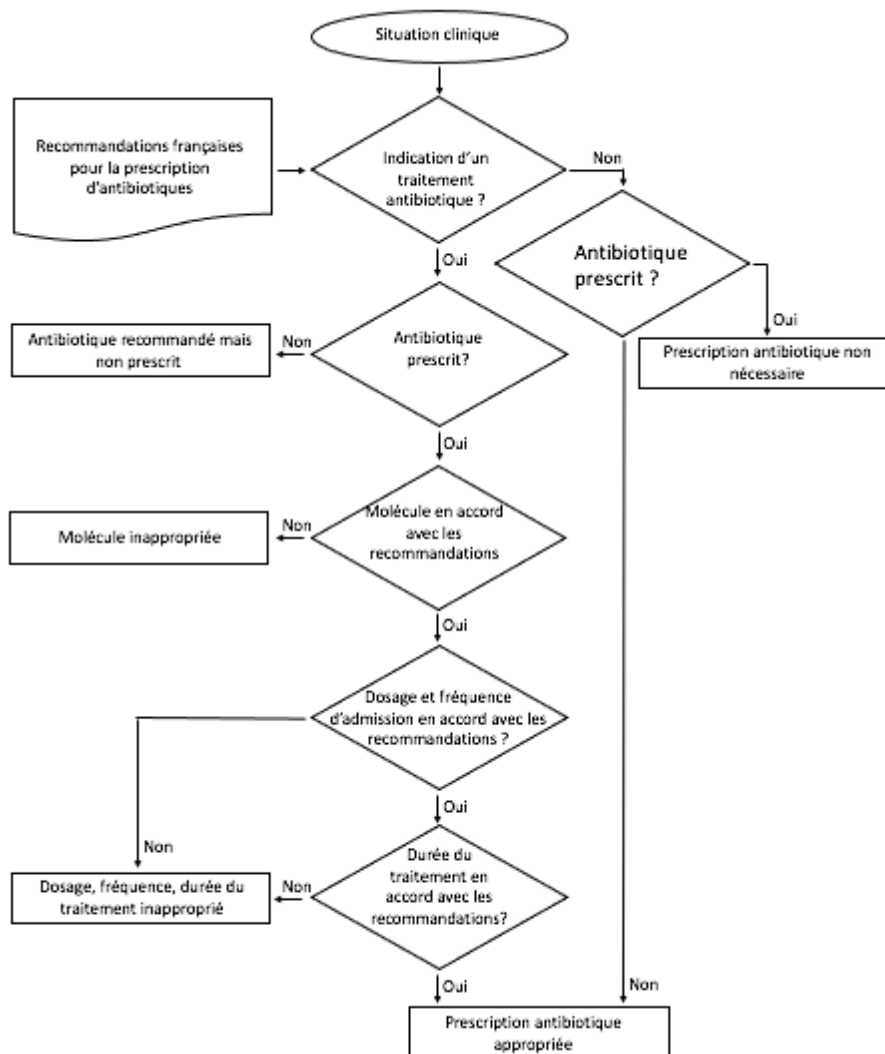 Situation clinique
Recommandations françaises
pour la prescription
d'antibiotiques
Indication d'un
traitement
antibiotique ?
Non
Oui
Antibiotique
prescrit ?
Oui
Prescription antibiotique non
nécessaire
Antibiotique
prescrit?
Non
Antibiotique recommandé mais
non prescrit
Oui
Molécule en accord
avec les
recommandations
Non
Molécule inappropriée
Oui
Dosage et fréquence
d'admission en accord avec les
recommandations ?
Non
Oui
Durée du
traitement en
accord avec les
recommandations?
Non
Dosage, fréquence, durée du
traitement inapproprié
Oui
Non
Prescription antibiotique
appropriée